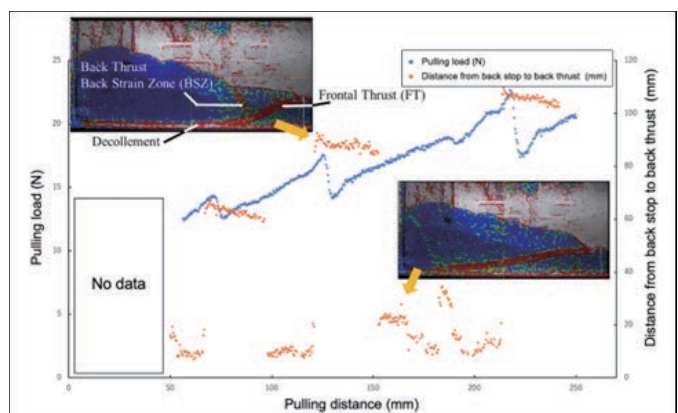 Pulling load (N)
Distance from back stop to back thrust (mm)
Back Thrust
Back Strain Zone (BSZ)
Frontal Thrust (FT)
Decollement
No data
25
20
15
10
5
0
Pulling load (N)
120
100
80
60
40
20
0
Distance from back stop to back thrust (mm)
0
50
100
150
200
250
Pulling distance (mm)